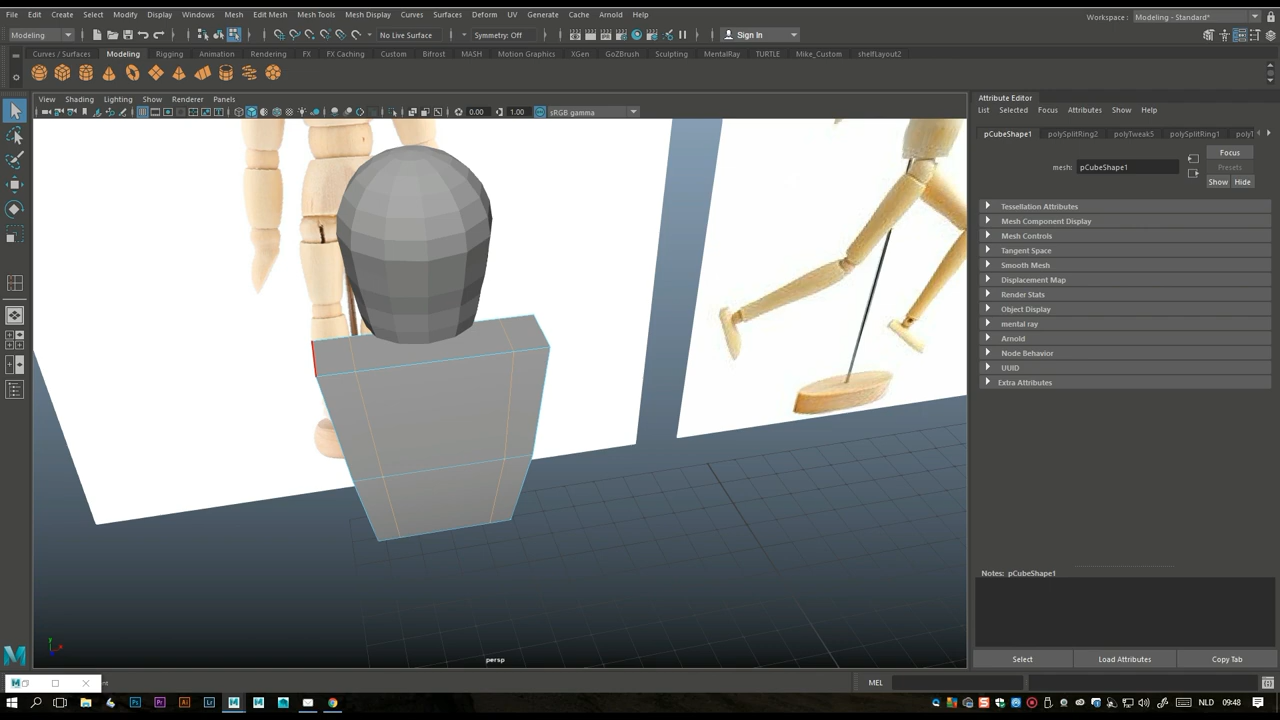 File Edit Create Select Modify Display Windows Mesh Edit Mesh Mesh Tools Mesh Display Curves Surfaces Deform UV Generate Cache Arnold Help
Workspace : Modeling - Standard*
Modeling No Live Surface Symmetry: Off Sign In
Curves / Surfaces Modeling Rigging Animation Rendering FX FX Caching Custom Bifrost MASH Motion Graphics XGen GoZBrush Sculpting MentalRay TURTLE Mike_Custom shelfLayout2
View Shading Lighting Show Renderer Panels
0.00 1.00 sRGB gamma
persp
Attribute Editor
List Selected Focus Attributes Show Help
pCubeShape1 polySplitRing2 polyTweak5 polySplitRing1
mesh: pCubeShape1
Focus
Presets
Show Hide
Tessellation Attributes
Mesh Component Display
Mesh Controls
Tangent Space
Smooth Mesh
Displacement Map
Render Stats
Object Display
mental ray
Arnold
Node Behavior
UUID
Extra Attributes
Notes: pCubeShape1
Select Load Attributes Copy Tab
MEL
NLD 09:48